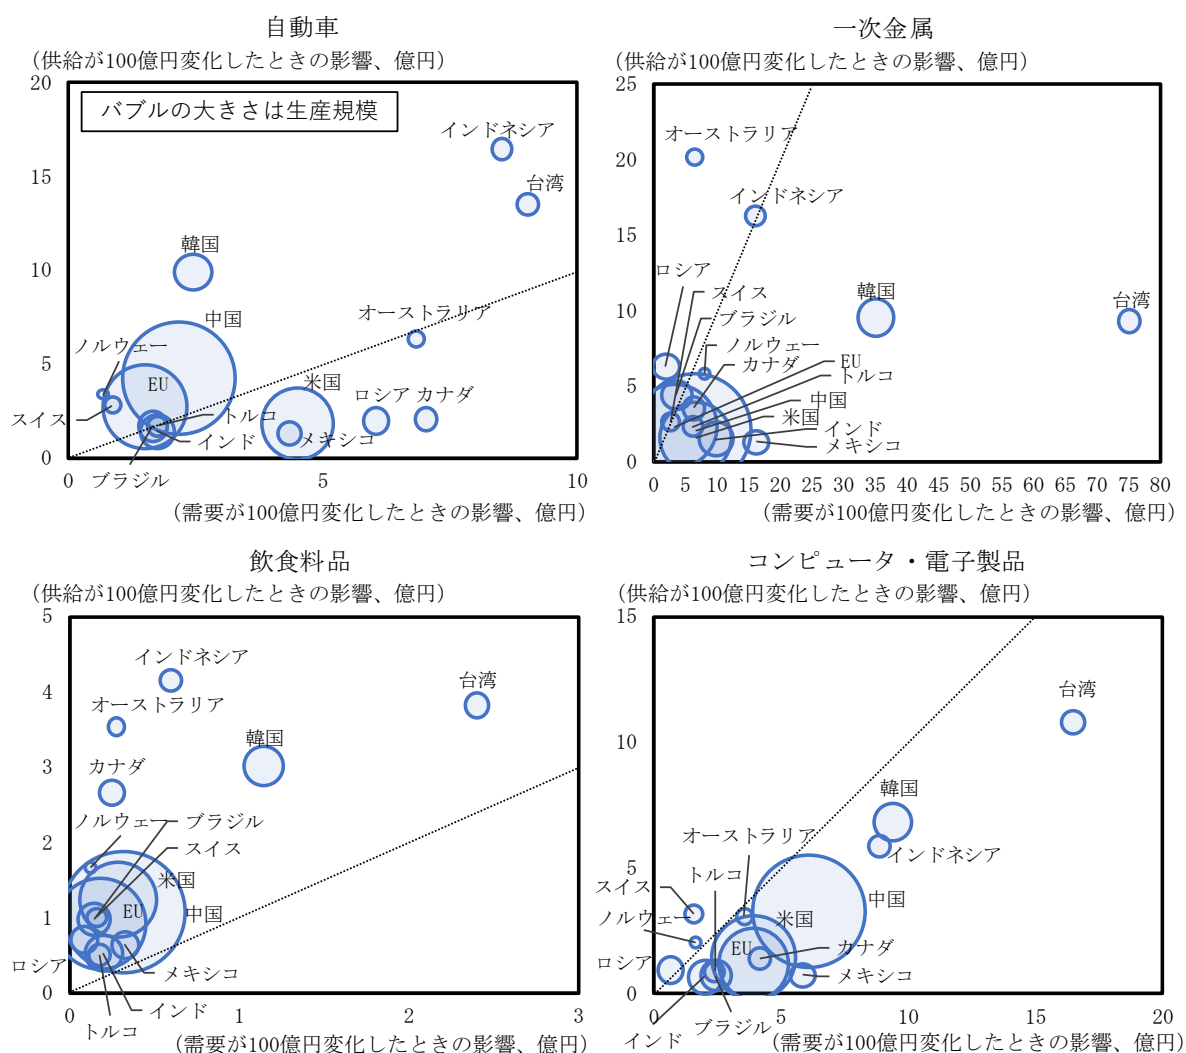 自動車
（供給が100億円変化したときの影響、億円）
20
バブルの大きさは生産規模
インドネシア
15
台湾
韓国
10
オーストラリア
中国
ノルウェー
5
EU
米国
ロシア
カナダ
スイス
トルコ
インド
メキシコ
0
0
ブラジル
5
10
（需要が100億円変化したときの影響、億円）
一次金属
（供給が100億円変化したときの影響、億円）
25
オーストラリア
20
インドネシア
15
ロシア
スイス
韓国
台湾
10
ブラジル
ノルウェー
カナダ
EU
トルコ
5
中国
米国
インド
メキシコ
0
0 5 10 15 20 25 30 35 40 45 50 55 60 65 70 75 80
（需要が100億円変化したときの影響、億円）
飲食料品
（供給が100億円変化したときの影響、億円）
5
インドネシア
台湾
4
オーストラリア
韓国
3
カナダ
ノルウェー
ブラジル
2
スイス
米国
EU
中国
1
ロシア
メキシコ
0
インド
0
1
2
3
トルコ
（需要が100億円変化したときの影響、億円）
コンピュータ・電子製品
（供給が100億円変化したときの影響、億円）
15
台湾
10
韓国
オーストラリア
インドネシア
5
トルコ
スイス
中国
ノルウェー
米国
EU
カナダ
ロシア
メキシコ
0
0
5
10
15
20
ブラジル
インド
（需要が100億円変化したときの影響、億円）